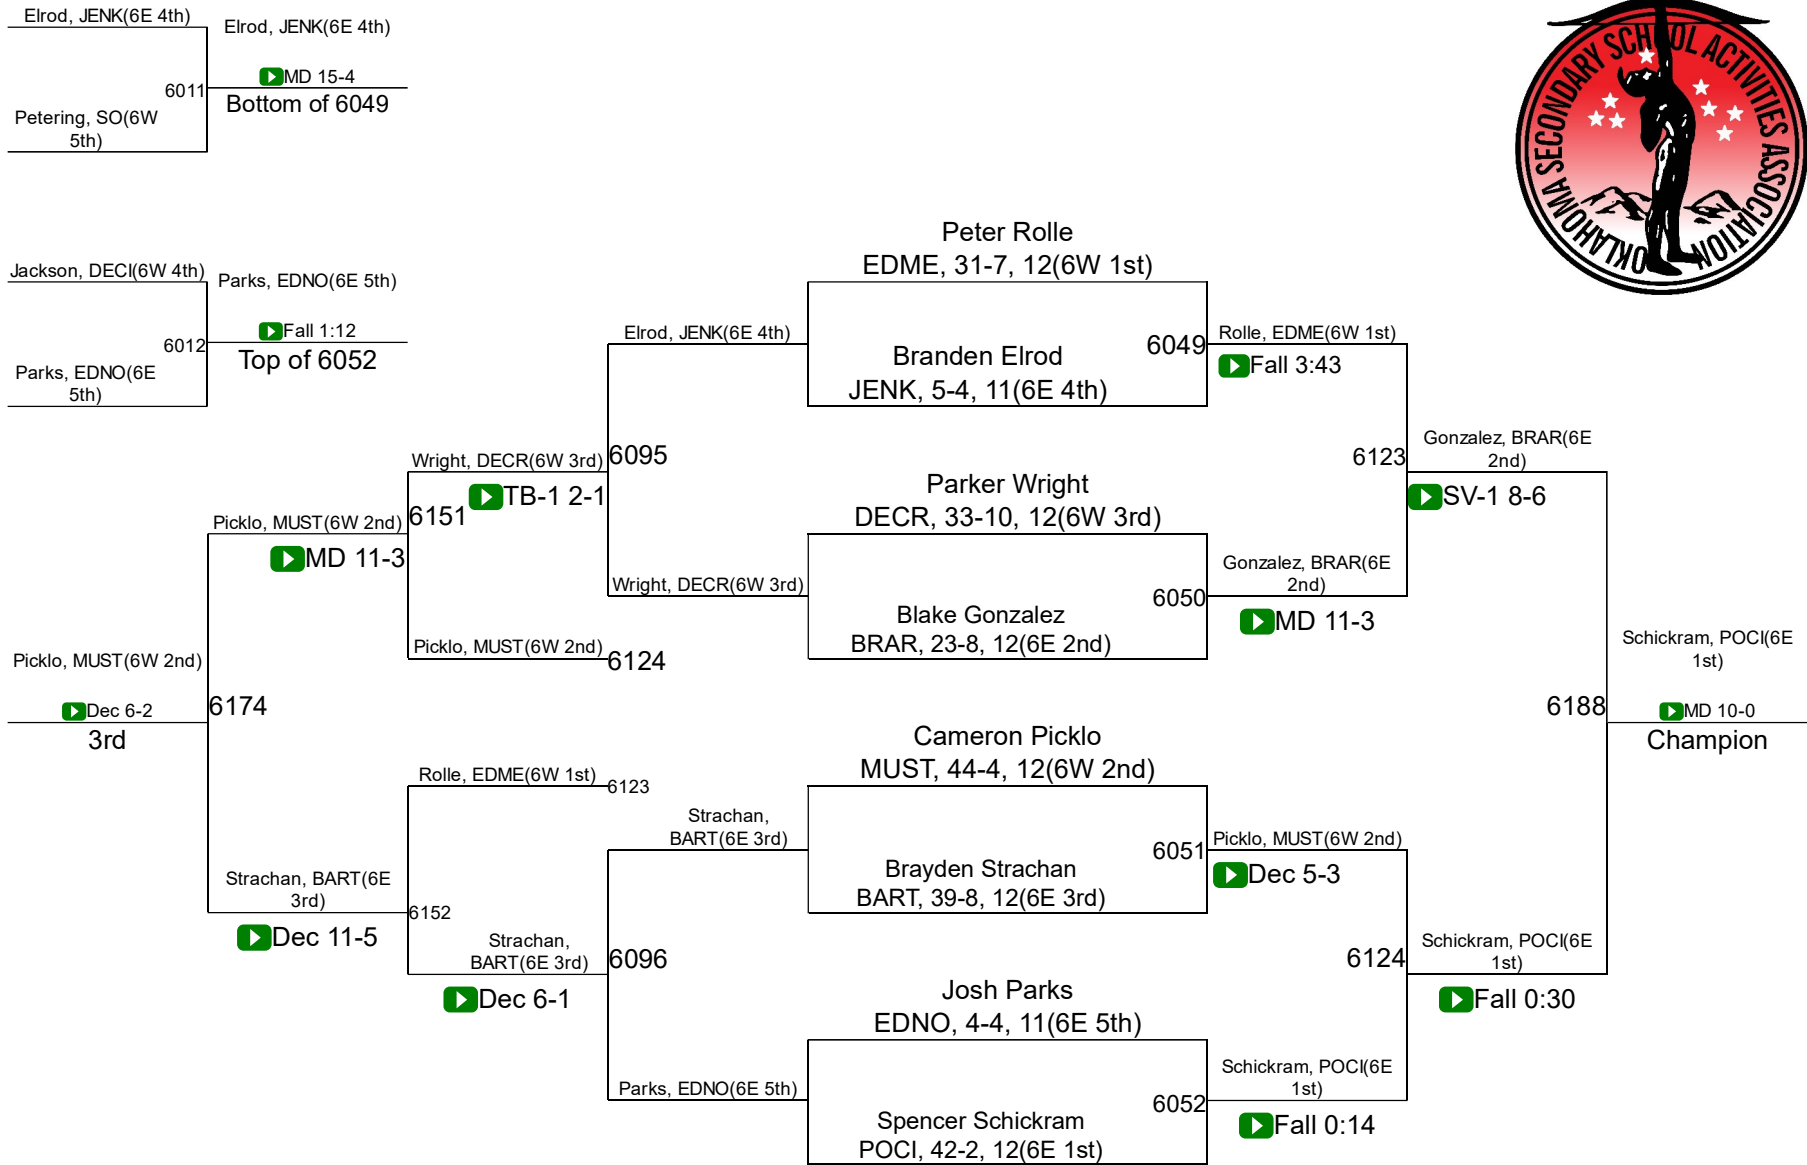 Elrod, JENK(6E 4th)
Elrod, JENK(6E 4th)
MD 15-4
6011
Bottom of 6049
Petering, SO(6W
5th)
OKLAHOMA SECONDARY SCHOOL ACTIVITIES ASSOCIATION
Jackson, DECI(6W 4th)
Parks, EDNO(6E 5th)
Fall 1:12
6012
Top of 6052
Parks, EDNO(6E
5th)
Peter Rolle
EDME, 31-7, 12(6W 1st)
Elrod, JENK(6E 4th)
Branden Elrod
JENK, 5-4, 11(6E 4th)
6049
Rolle, EDME(6W 1st)
Fall 3:43
Wright, DECR(6W 3rd)
6095
TB-1 2-1
6123
Gonzalez, BRAR(6E
2nd)
SV-1 8-6
Parker Wright
DECR, 33-10, 12(6W 3rd)
Picklo, MUST(6W 2nd)
6151
MD 11-3
Wright, DECR(6W 3rd)
Blake Gonzalez
BRAR, 23-8, 12(6E 2nd)
6050
Gonzalez, BRAR(6E
2nd)
MD 11-3
Picklo, MUST(6W 2nd)
6124
Picklo, MUST(6W 2nd)
Dec 6-2
3rd
6174
Schickram, POCI(6E
1st)
6188
MD 10-0
Champion
Cameron Picklo
MUST, 44-4, 12(6W 2nd)
Rolle, EDME(6W 1st)
6123
Strachan,
BART(6E 3rd)
Brayden Strachan
BART, 39-8, 12(6E 3rd)
6051
Picklo, MUST(6W 2nd)
Dec 5-3
Strachan, BART(6E
3rd)
6152
Dec 11-5
Strachan,
BART(6E 3rd)
6096
Dec 6-1
6124
Schickram, POCI(6E
1st)
Fall 0:30
Josh Parks
EDNO, 4-4, 11(6E 5th)
Parks, EDNO(6E 5th)
Spencer Schickram
POCI, 42-2, 12(6E 1st)
6052
Schickram, POCI(6E
1st)
Fall 0:14